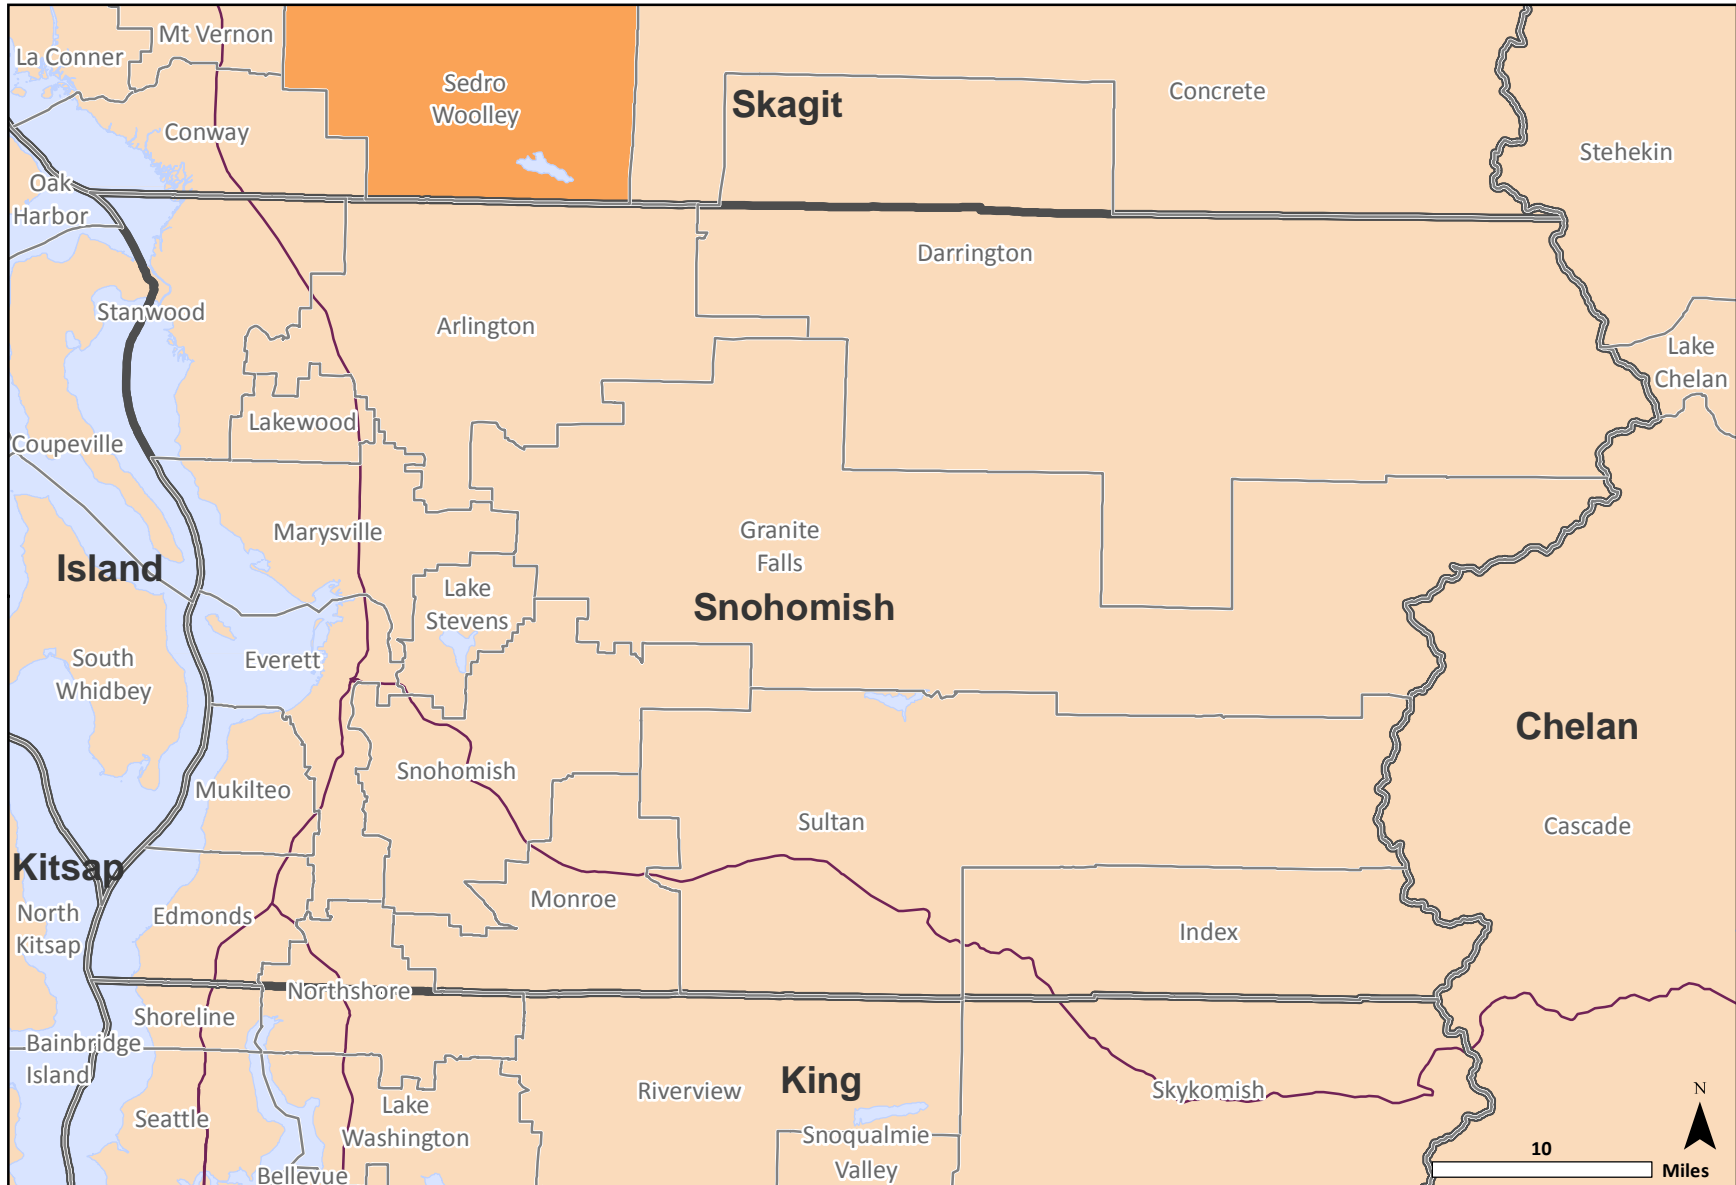 Mt Vernon
La Conner
Sedro
Woolley
Skagit
Concrete
Conway
Stehekin
Oak
Harbor
Darrington
Stanwood
Arlington
Lake
Chelan
Lakewood
Coupeville
Marysville
Granite
Falls
Island
Lake
Stevens
Snohomish
South
Whidbey
Everett
Chelan
Snohomish
Mukilteo
Sultan
Cascade
Kitsap
North
Kitsap
Edmonds
Monroe
Index
Northshore
Shoreline
Bainbridge
Island
King
Riverview
Skykomish
Seattle
Lake
Washington
Snoqualmie
Valley
Bellevue
N
10
Miles